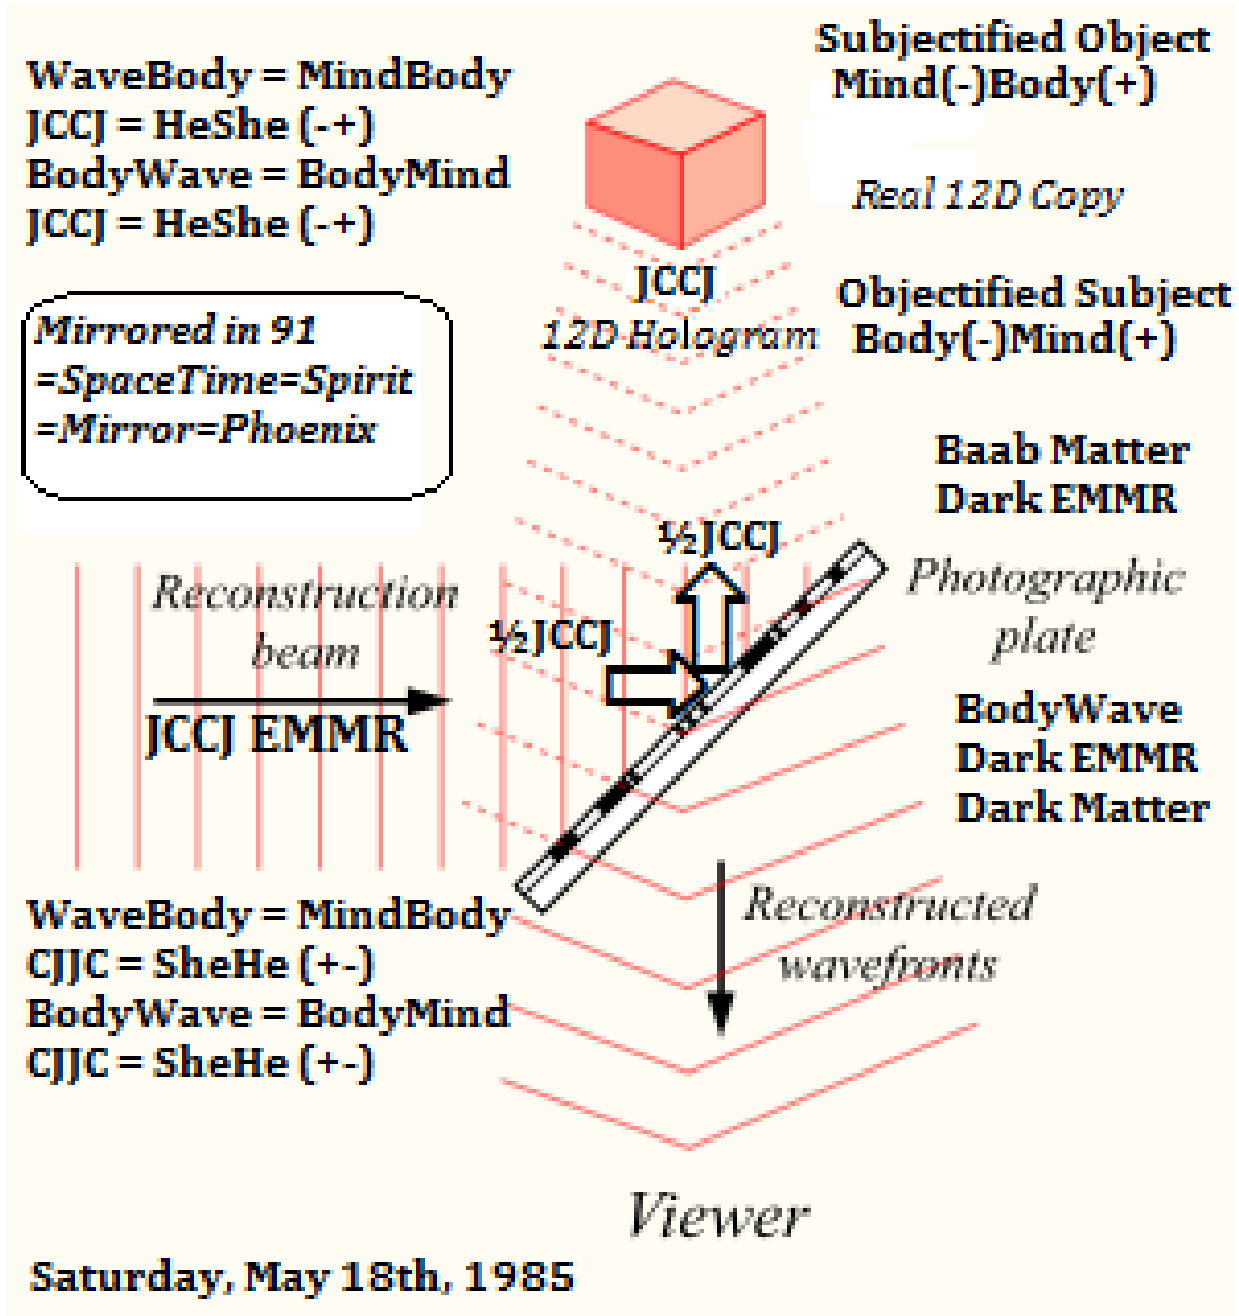 Subjectified Object
Mind(-)Body(+)
WaveBody = MindBody
JCCJ = HeShe (-+)
BodyWave = BodyMind
JCCJ = HeShe (-+)
Real 12D Copy
JCCJ
12D Hologram
Objectified Subject
Body(-)Mind(+)
Mirrored in 91
=SpaceTime=Spirit
=Mirror=Phoenix
Baab Matter
Dark EMMR
½JCCJ
Reconstruction
beam
½JCCJ
JCCJ EMMR
Photographic
plate
BodyWave
Dark EMMR
Dark Matter
WaveBody = MindBody
CJJC = SheHe (+-)
BodyWave = BodyMind
CJJC = SheHe (+-)
Reconstructed
wavefronts
Viewer
Saturday, May 18th, 1985